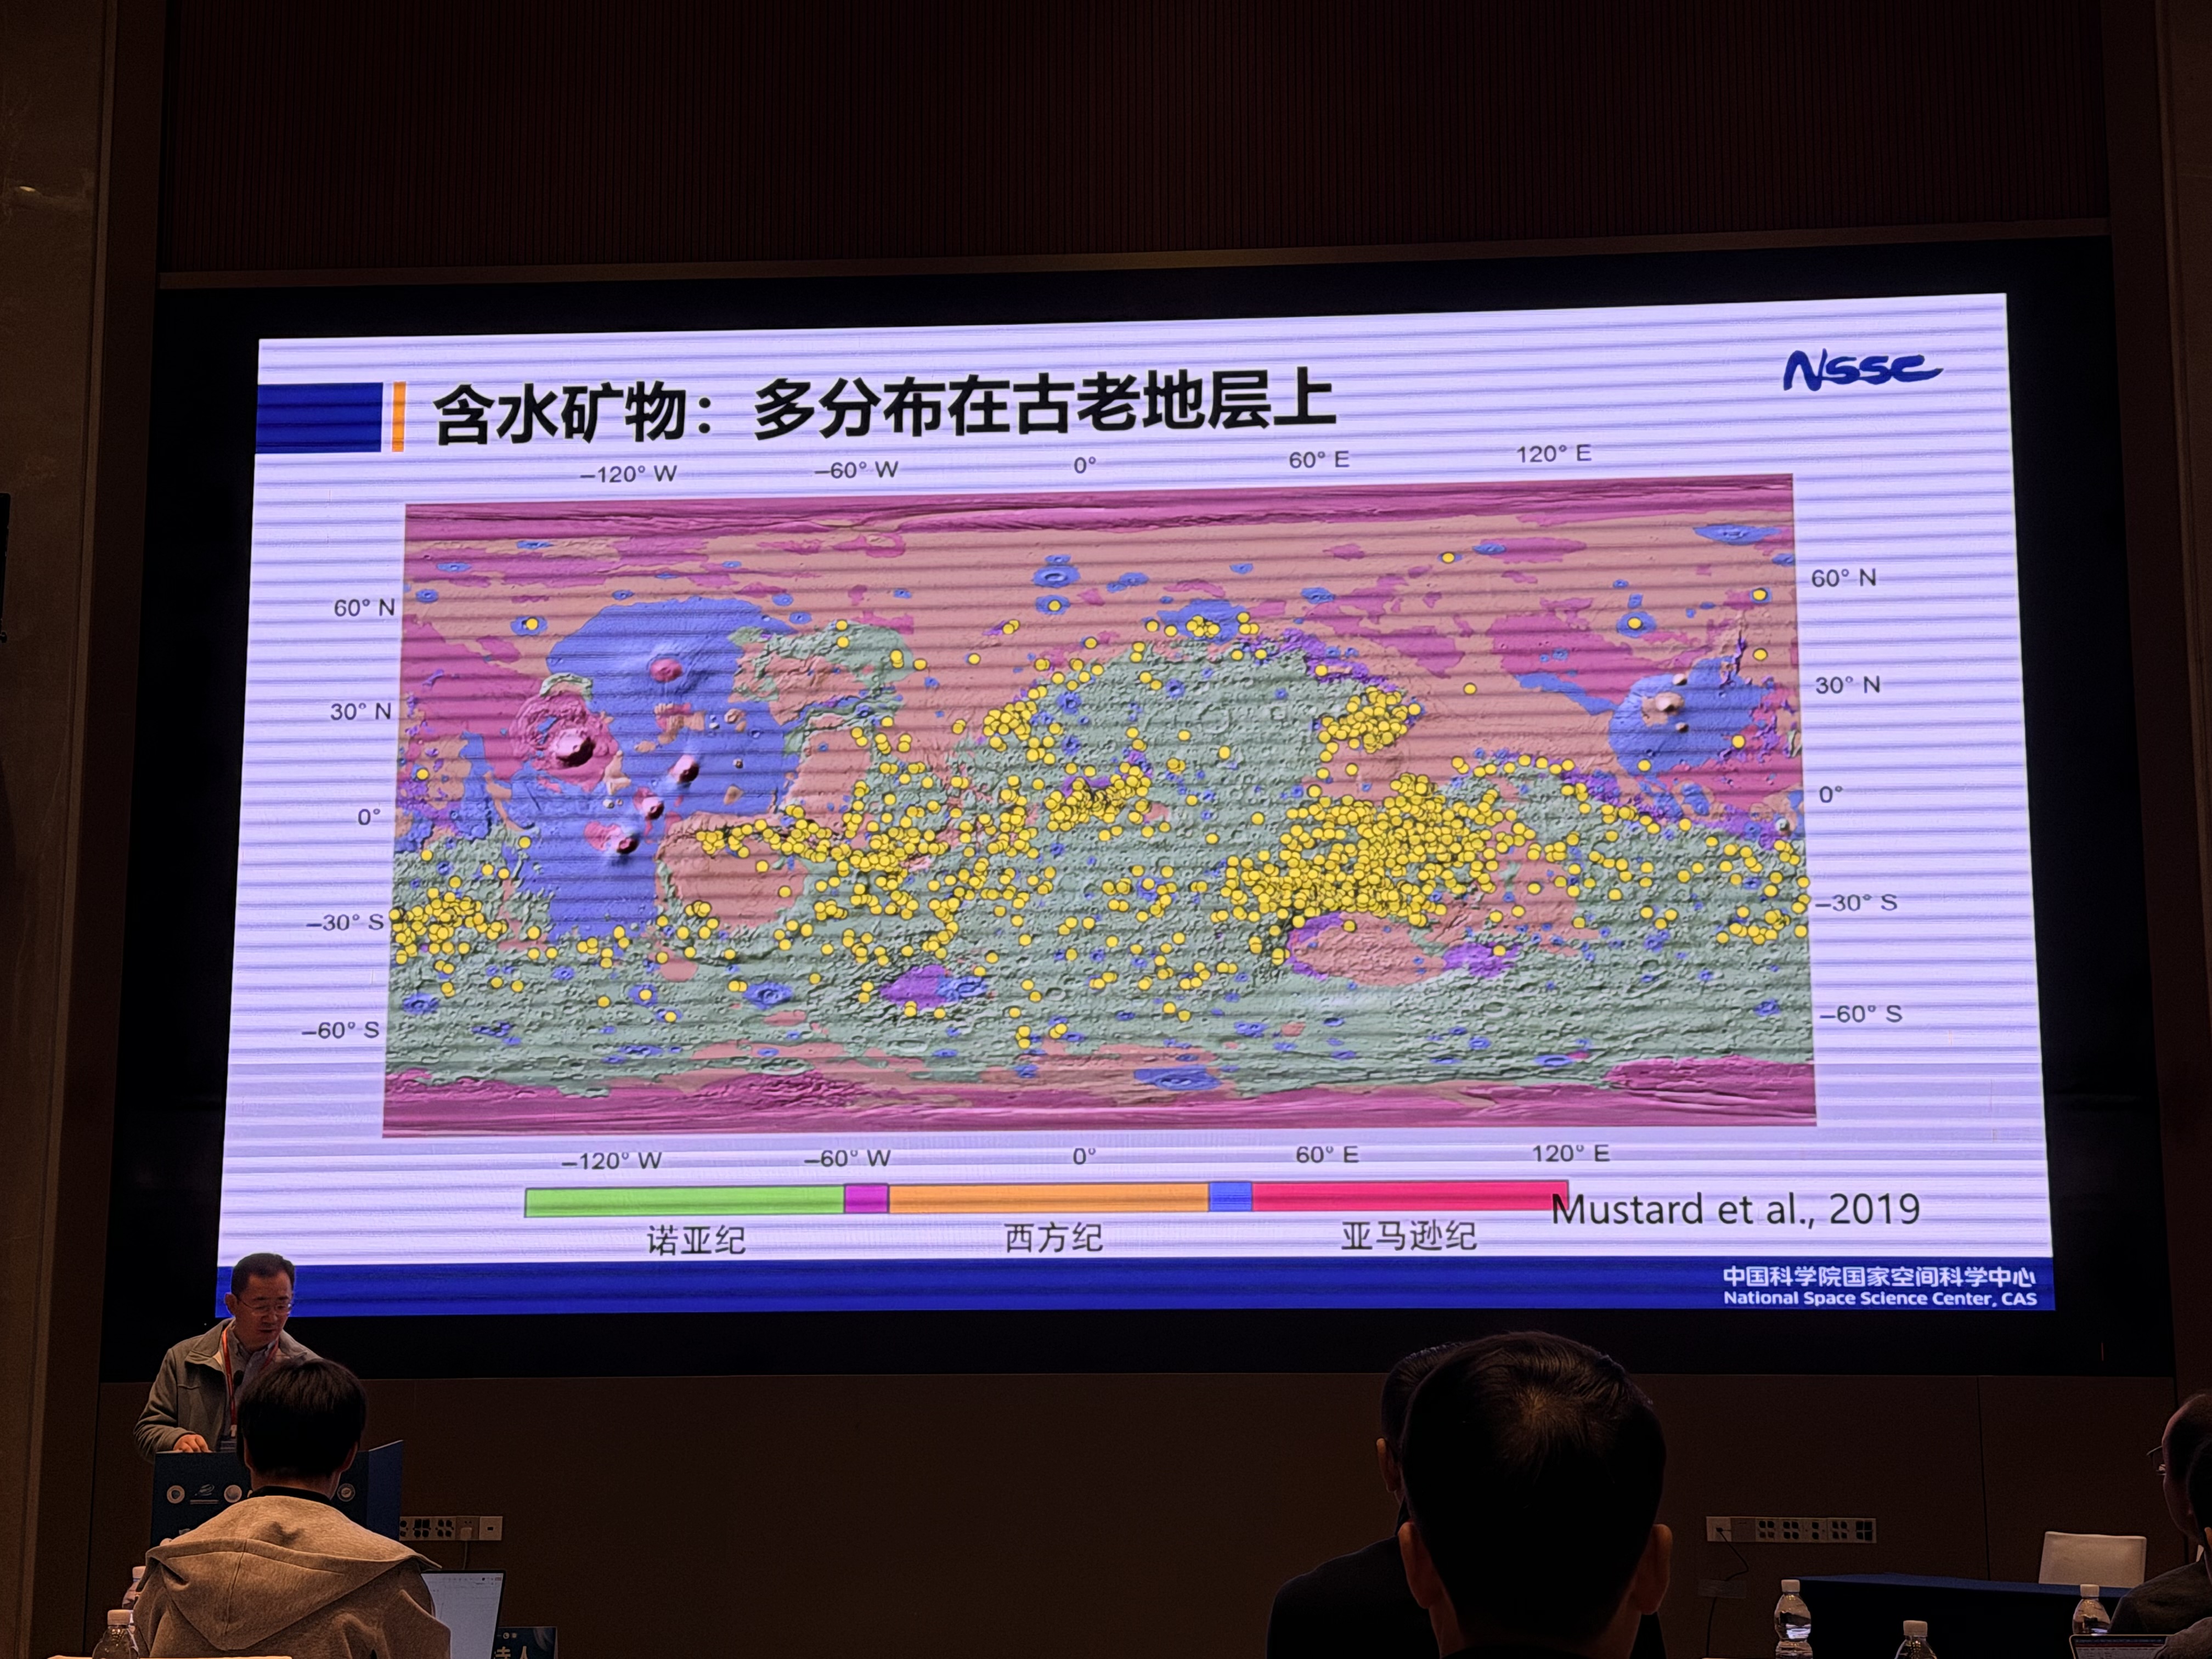 NSSC
含水矿物：多分布在古老地层上
–120° W –60° W 0° 60° E 120° E
60° N 60° N
30° N 30° N
0° 0°
–30° S –30° S
–60° S –60° S
–120° W –60° W 0° 60° E 120° E
诺亚纪 西方纪 亚马逊纪
Mustard et al., 2019
中国科学院国家空间科学中心
National Space Science Center, CAS